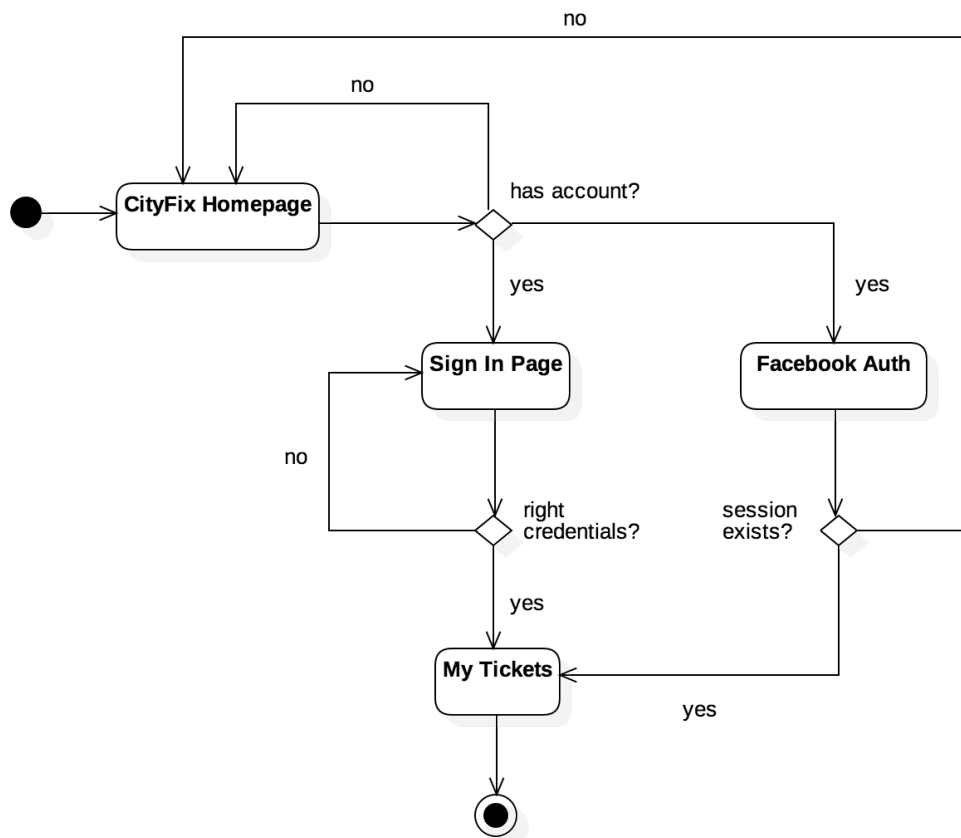 no
no
CityFix Homepage
has account?
yes
yes
Sign In Page
Facebook Auth
no
right
credentials?
session
exists?
yes
My Tickets
yes